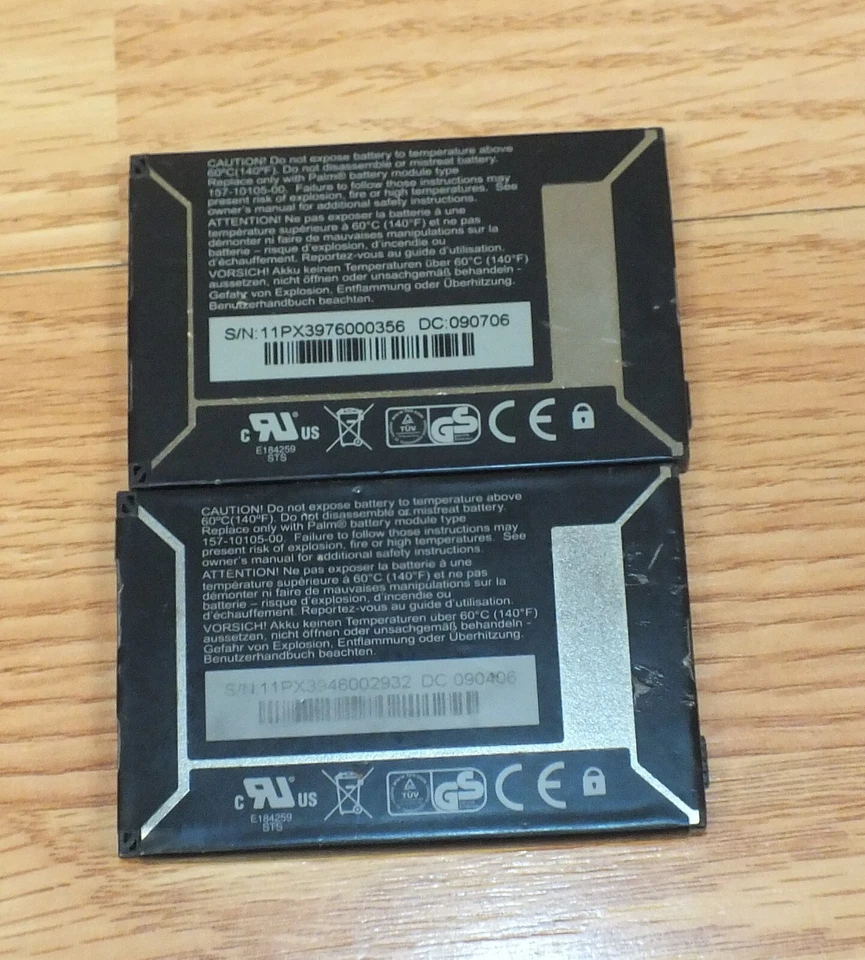 CAUTION! Do not expose battery to temperature above
60ºC(140ºF). Do not disassemble or mistreat battery.
Replace only with Palm® battery module type
157-10105-00. Failure to follow those instructions may
present risk of explosion, fire or high temperatures. See
owner's manual for additional safety instructions.
ATTENTION! Ne pas exposer la batterie à une
température supérieure à 60°C (140°F) et ne pas
démonter ni faire de mauvaises manipulations sur la
batterie – risque d'explosion, d'incendie ou
d'échauffement. Reportez-vous au guide d'utilisation.
VORSICH! Akku keinen Temperaturen über 60°C (140°F)
aussetzen, nicht öffnen oder unsachgemäß behandeln -
Gefahr von Explosion, Entflammung oder Überhitzung.
Benutzerhandbuch beachten.
S/N:11PX3976000356 DC:090706
c RU® US TÜV GS CE
E184259
STS
CAUTION! Do not expose battery to temperature above
60ºC(140ºF). Do not disassemble or mistreat battery.
Replace only with Palm® battery module type
157-10105-00. Failure to follow those instructions may
present risk of explosion, fire or high temperatures. See
owner's manual for additional safety instructions.
ATTENTION! Ne pas exposer la batterie à une
température supérieure à 60°C (140°F) et ne pas
démonter ni faire de mauvaises manipulations sur la
batterie – risque d'explosion, d'incendie ou
d'échauffement. Reportez-vous au guide d'utilisation.
VORSICH! Akku keinen Temperaturen über 60°C (140°F)
aussetzen, nicht öffnen oder unsachgemäß behandeln -
Gefahr von Explosion, Entflammung oder Überhitzung.
Benutzerhandbuch beachten.
S/N:11PX3946002932 DC 090406
c RU® US TÜV GS CE
E184259
STS